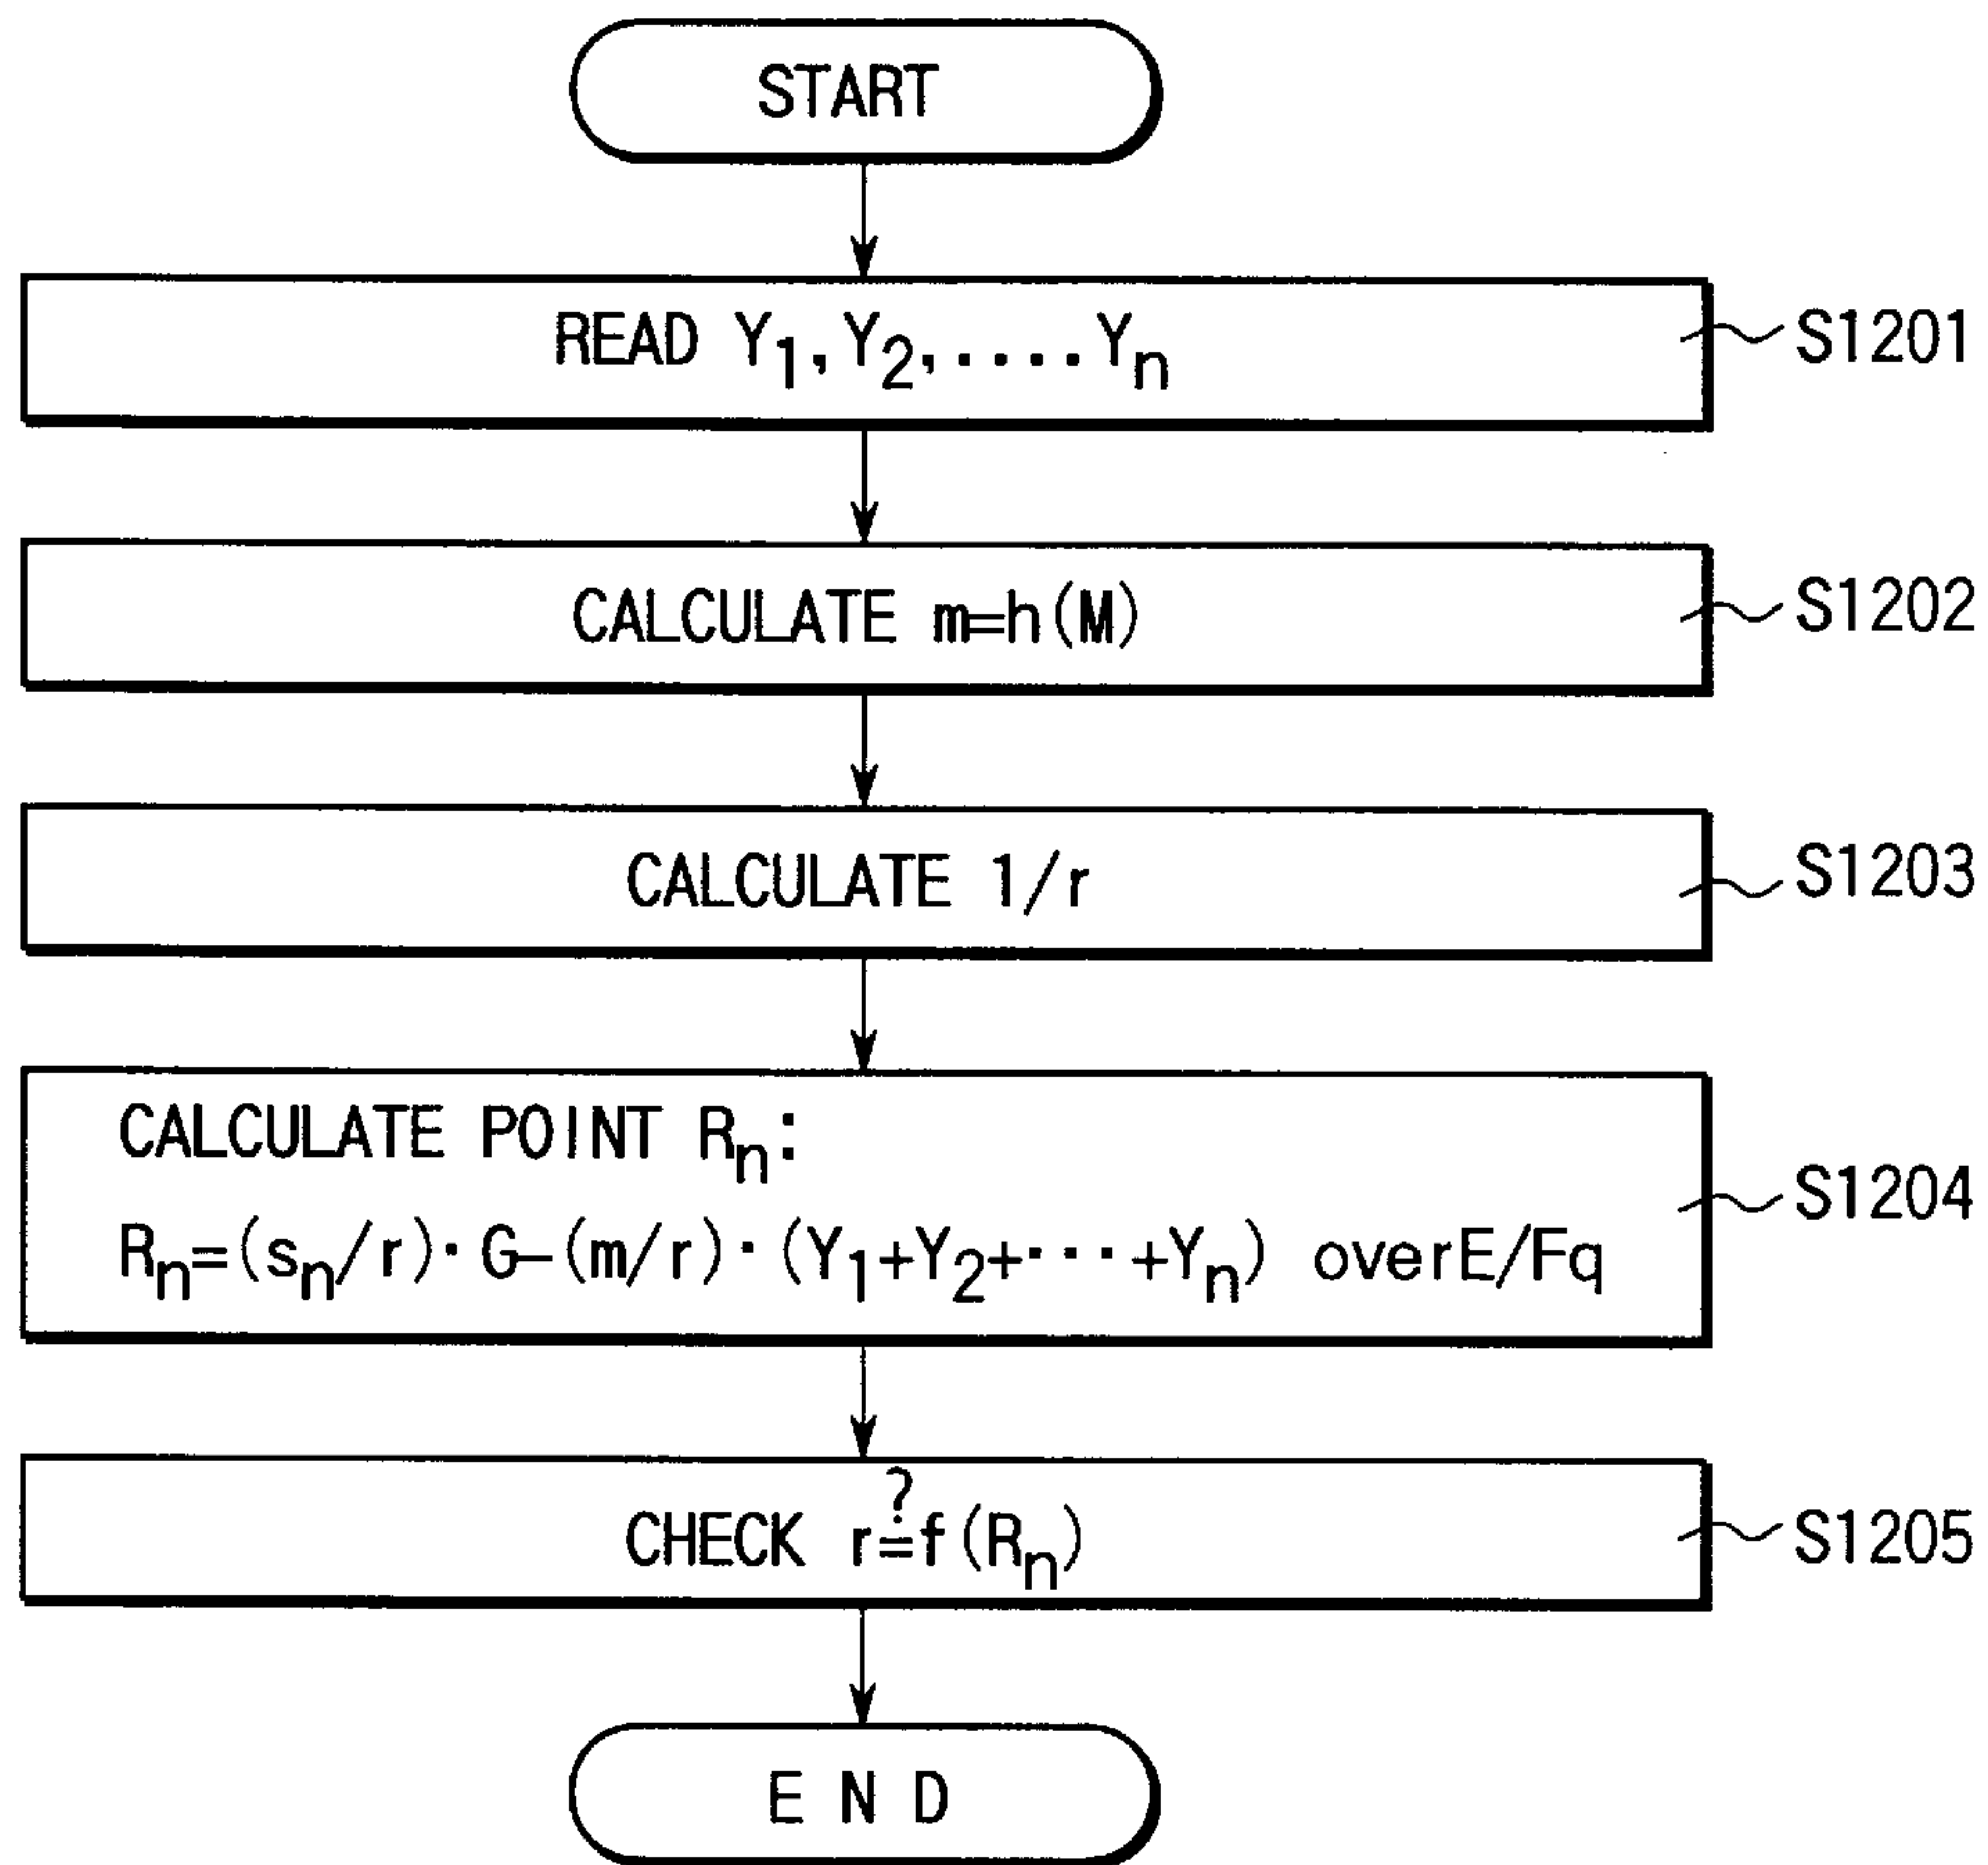 START
READ Y₁, Y₂, .... Yₙ
S1201
CALCULATE m=h(M)
S1202
CALCULATE 1/r
S1203
CALCULATE POINT Rₙ:
Rₙ=(sₙ/r)· G−(m/r)· (Y₁+Y₂+···+Yₙ) overE/Fq
S1204
CHECK r≟f(Rₙ)
S1205
E N D